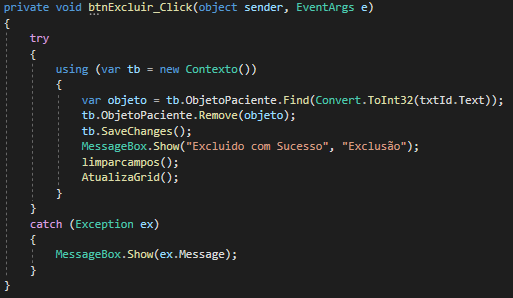 private void btnExcluir_Click(object sender, EventArgs e)
{
    try
    {
        using (var tb = new Contexto())
        {
            var objeto = tb.ObjetoPaciente.Find(Convert.ToInt32(txtId.Text));
            tb.ObjetoPaciente.Remove(objeto);
            tb.SaveChanges();
            MessageBox.Show("Excluido com Sucesso", "Exclusão");
            limparcampos();
            AtualizaGrid();
        }
    }
    catch (Exception ex)
    {
        MessageBox.Show(ex.Message);
    }
}